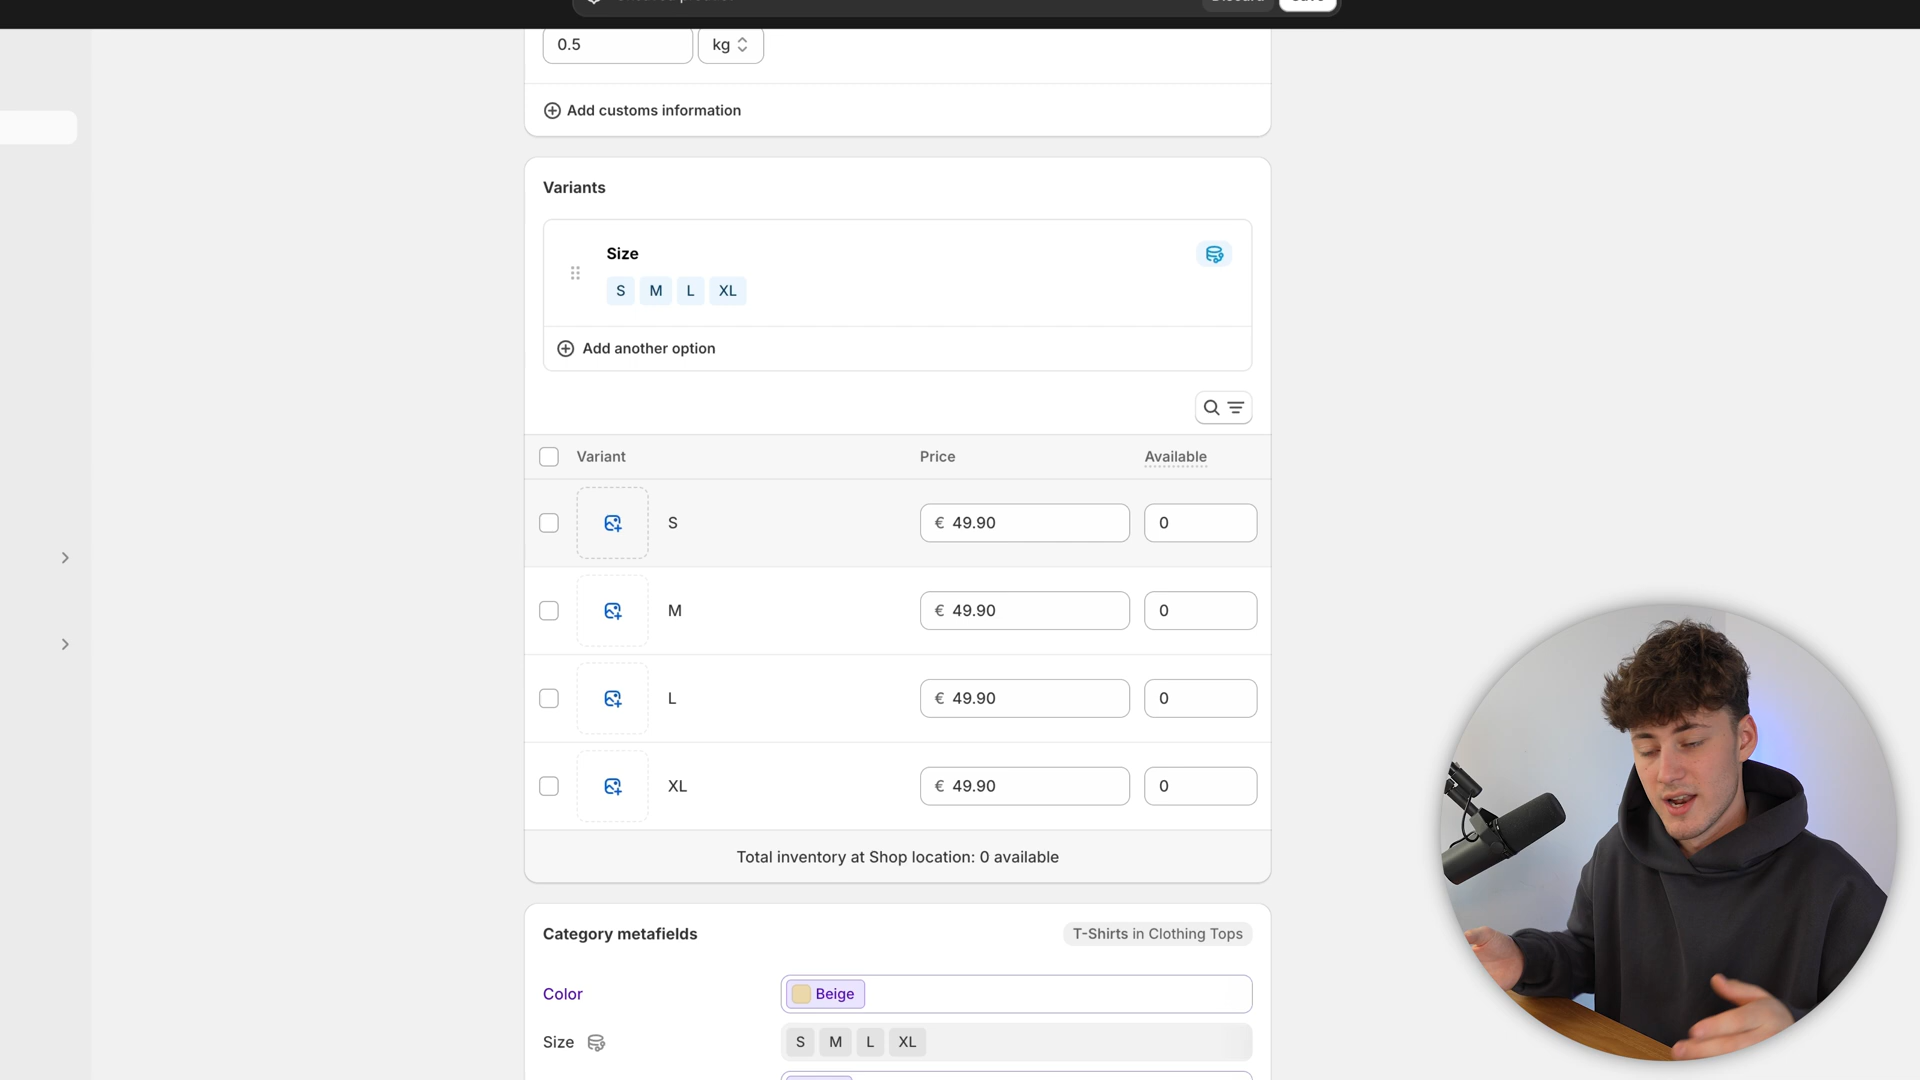 0.5
kg
Add customs information
Variants
Size
S M L XL
Add another option
Variant Price Available
S € 49.90 0
M € 49.90 0
L € 49.90 0
XL € 49.90 0
Total inventory at Shop location: 0 available
Category metafields T-Shirts in Clothing Tops
Color Beige
Size S M L XL